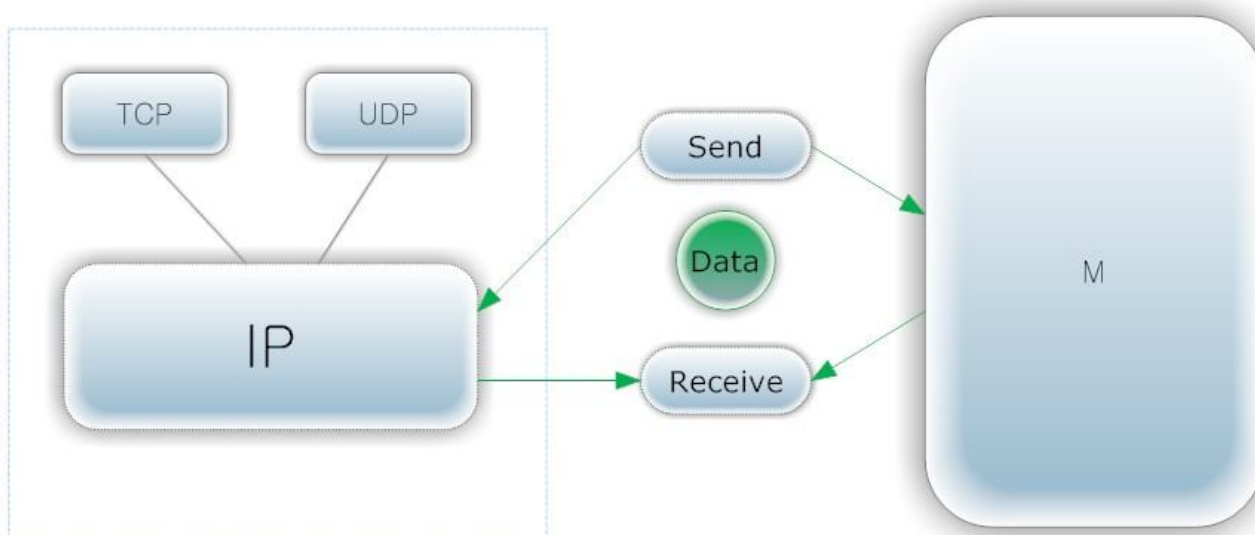 TCP
UDP
Send
Data
IP
M
Receive